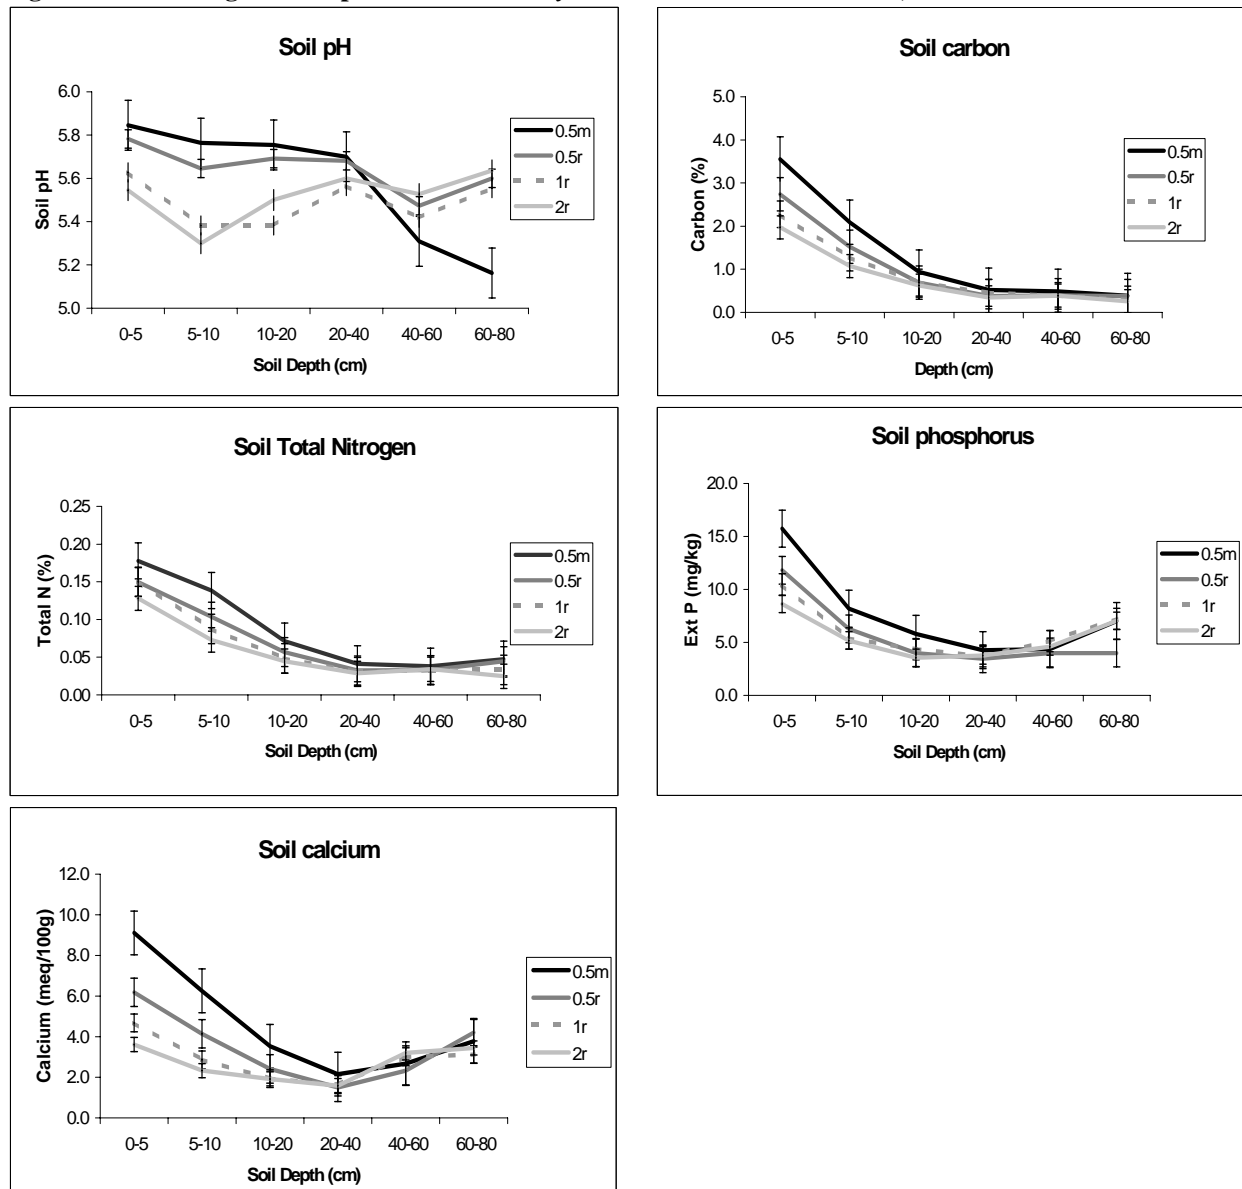 Soil pH
6.0
5.8
5.6
5.4
5.2
5.0
Soil pH
0-5 5-10 10-20 20-40 40-60 60-80
Soil Depth (cm)
0.5m
0.5r
1r
2r
Soil carbon
5.0
4.0
3.0
2.0
1.0
0.0
Carbon (%)
0-5 5-10 10-20 20-40 40-60 60-80
Depth (cm)
0.5m
0.5r
1r
2r
Soil Total Nitrogen
0.25
0.20
0.15
0.10
0.05
0.00
Total N (%)
0-5 5-10 10-20 20-40 40-60 60-80
Soil Depth (cm)
0.5m
0.5r
1r
2r
Soil phosphorus
20.0
15.0
10.0
5.0
0.0
Ext P (mg/kg)
0-5 5-10 10-20 20-40 40-60 60-80
Soil Depth (cm)
0.5m
0.5r
1r
2r
Soil calcium
12.0
10.0
8.0
6.0
4.0
2.0
0.0
Calcium (meq/100g)
0-5 5-10 10-20 20-40 40-60 60-80
Soil Depth (cm)
0.5m
0.5r
1r
2r